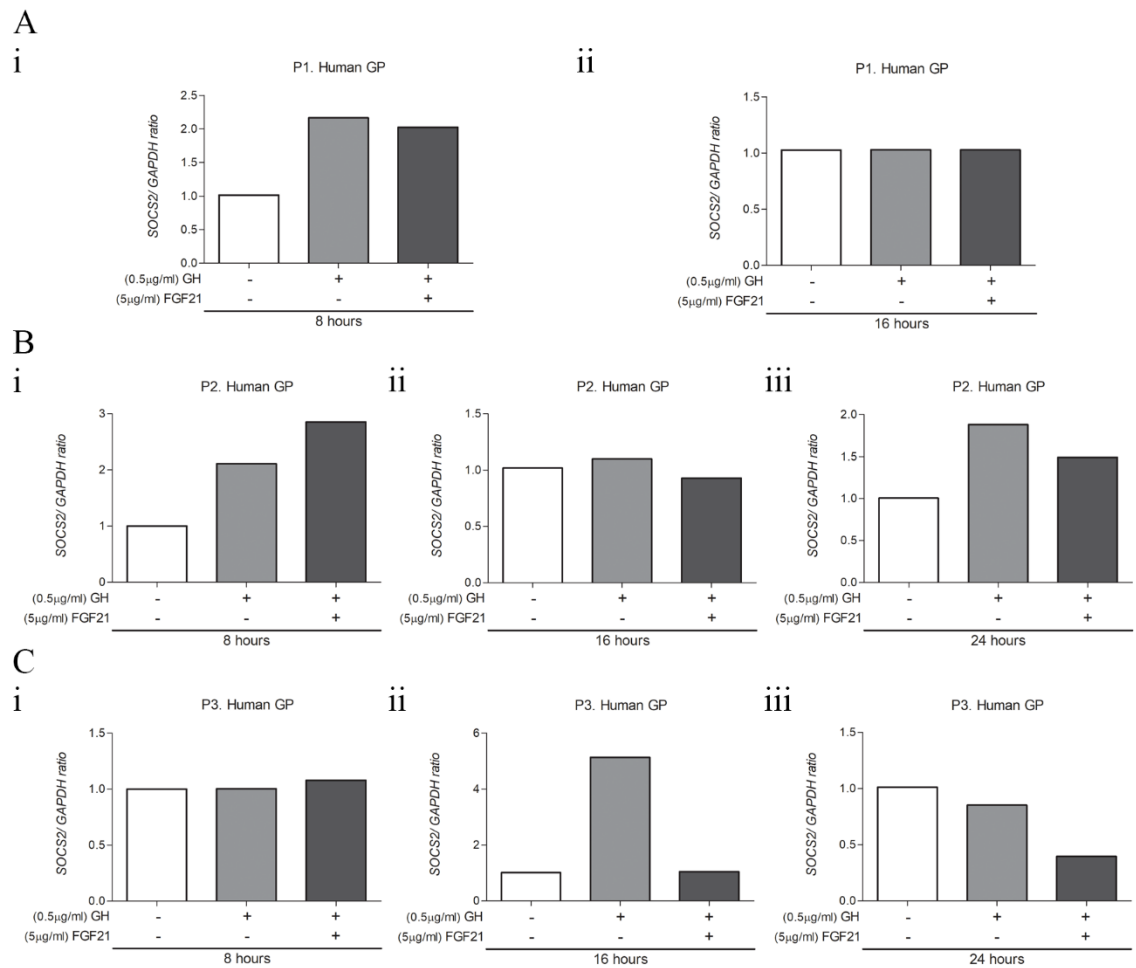 A
i
ii
P1. Human GP
P1. Human GP
SOCS2/ GAPDH ratio
2.5
2.0
1.5
1.0
0.5
0.0
SOCS2/ GAPDH ratio
1.5
1.0
0.5
0.0
(0.5µg/ml) GH - + +
(5µg/ml) FGF21 - - +
8 hours
(0.5µg/ml) GH - + +
(5µg/ml) FGF21 - - +
16 hours
B
i
ii
iii
P2. Human GP
P2. Human GP
P2. Human GP
SOCS2/ GAPDH ratio
3
2
1
0
SOCS2/ GAPDH ratio
1.5
1.0
0.5
0.0
SOCS2/ GAPDH ratio
2.0
1.5
1.0
0.5
0.0
(0.5µg/ml) GH - + +
(5µg/ml) FGF21 - - +
8 hours
(0.5µg/ml) GH - + +
(5µg/ml) FGF21 - - +
16 hours
(0.5µg/ml) GH - + +
(5µg/ml) FGF21 - - +
24 hours
C
i
ii
iii
P3. Human GP
P3. Human GP
P3. Human GP
SOCS2/ GAPDH ratio
1.5
1.0
0.5
0.0
SOCS2/ GAPDH ratio
6
4
2
0
SOCS2/ GAPDH ratio
1.5
1.0
0.5
0.0
(0.5µg/ml) GH - + +
(5µg/ml) FGF21 - - +
8 hours
(0.5µg/ml) GH - + +
(5µg/ml) FGF21 - - +
16 hours
(0.5µg/ml) GH - + +
(5µg/ml) FGF21 - - +
24 hours